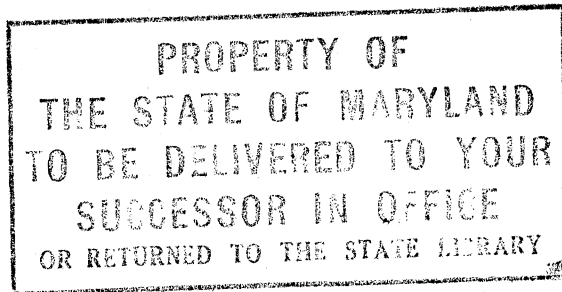 PROPERTY OF
THE STATE OF MARYLAND
TO BE DELIVERED TO YOUR
SUCCESSOR IN OFFICE
OR RETURNED TO THE STATE LIBRARY